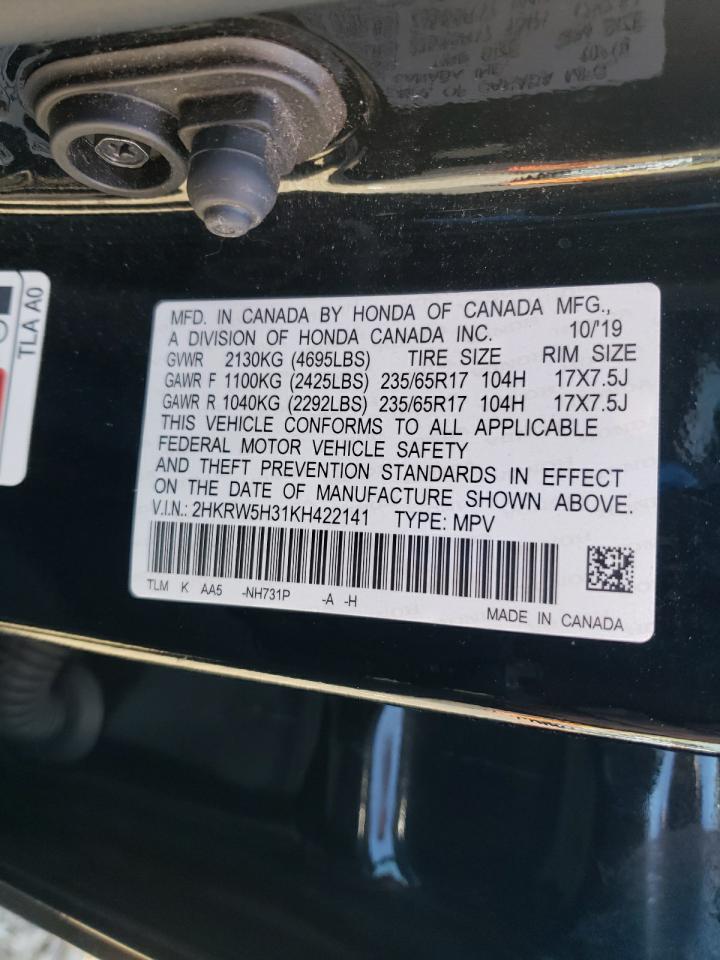 MFD. IN CANADA BY HONDA OF CANADA MFG.,
A DIVISION OF HONDA CANADA INC. 10/'19
GVWR 2130KG (4695LBS) TIRE SIZE RIM SIZE
GAWR F 1100KG (2425LBS) 235/65R17 104H 17X7.5J
GAWR R 1040KG (2292LBS) 235/65R17 104H 17X7.5J
THIS VEHICLE CONFORMS TO ALL APPLICABLE
FEDERAL MOTOR VEHICLE SAFETY
AND THEFT PREVENTION STANDARDS IN EFFECT
ON THE DATE OF MANUFACTURE SHOWN ABOVE.
V.I.N.: 2HKRW5H31KH422141 TYPE: MPV
TLM K AA5 -NH731P -A -H
MADE IN CANADA
TLA A0